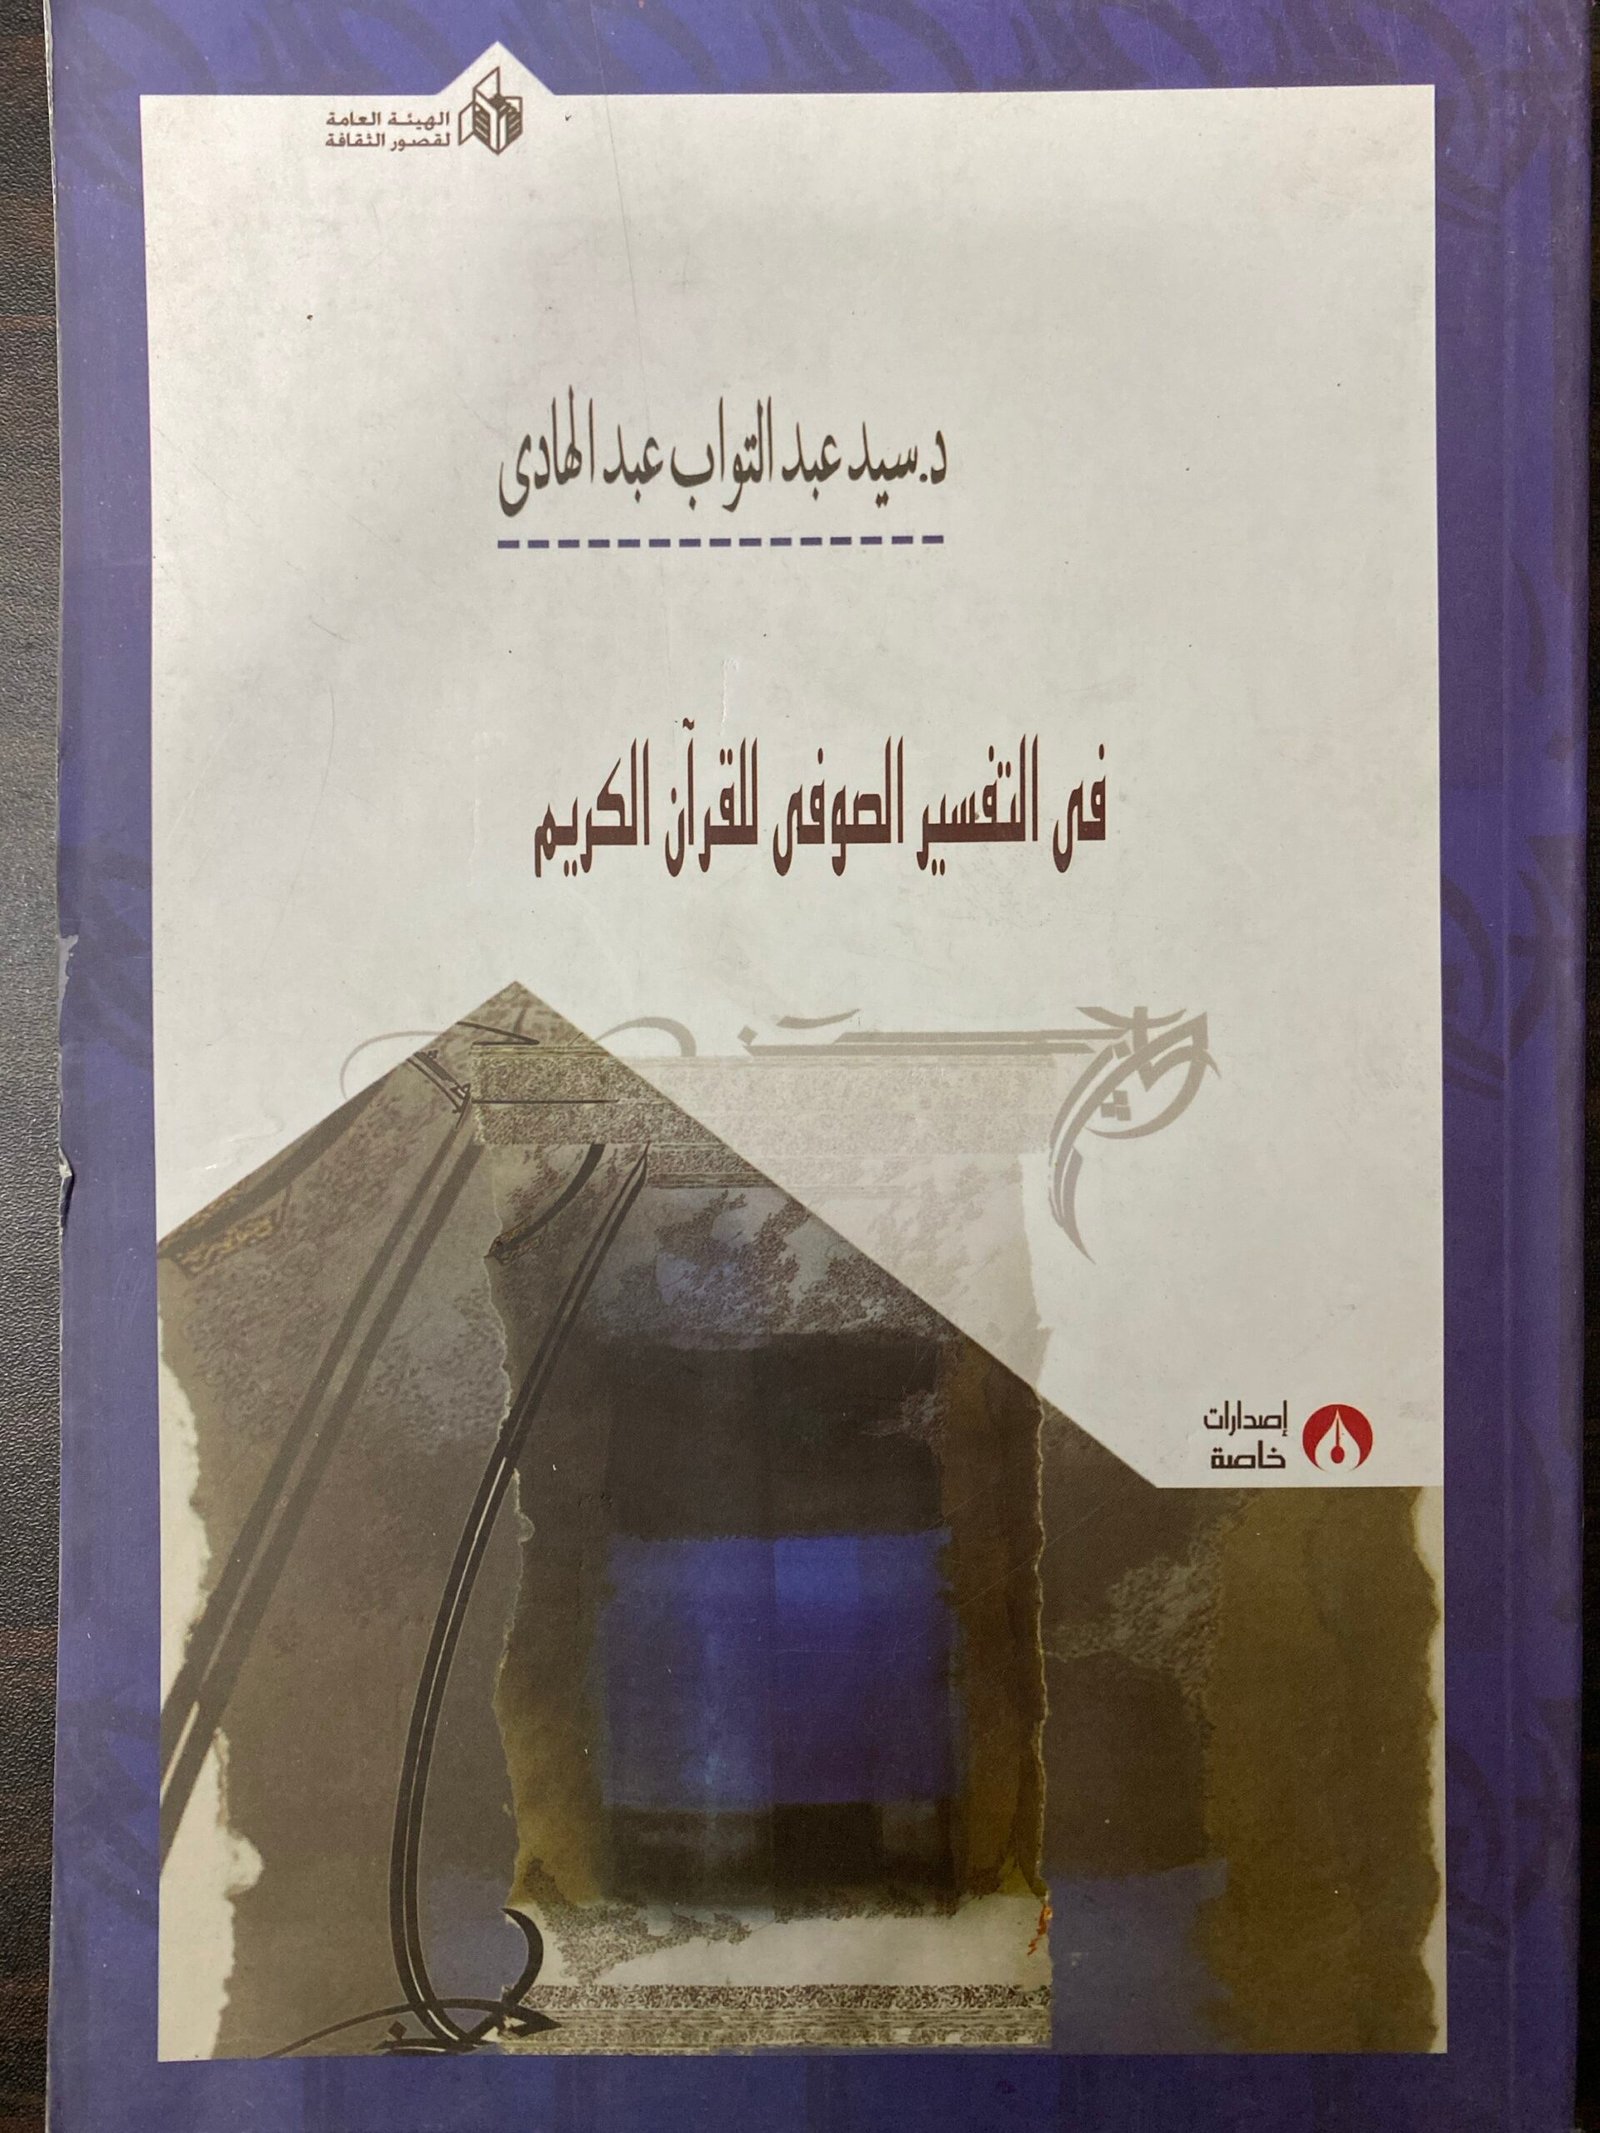 الهيئة العامة
لقصور الثقافة
د. سيد عبد التواب عبد الهادى
فى التفسير الصوفى للقرآن الكريم
إصدارات
خاصة